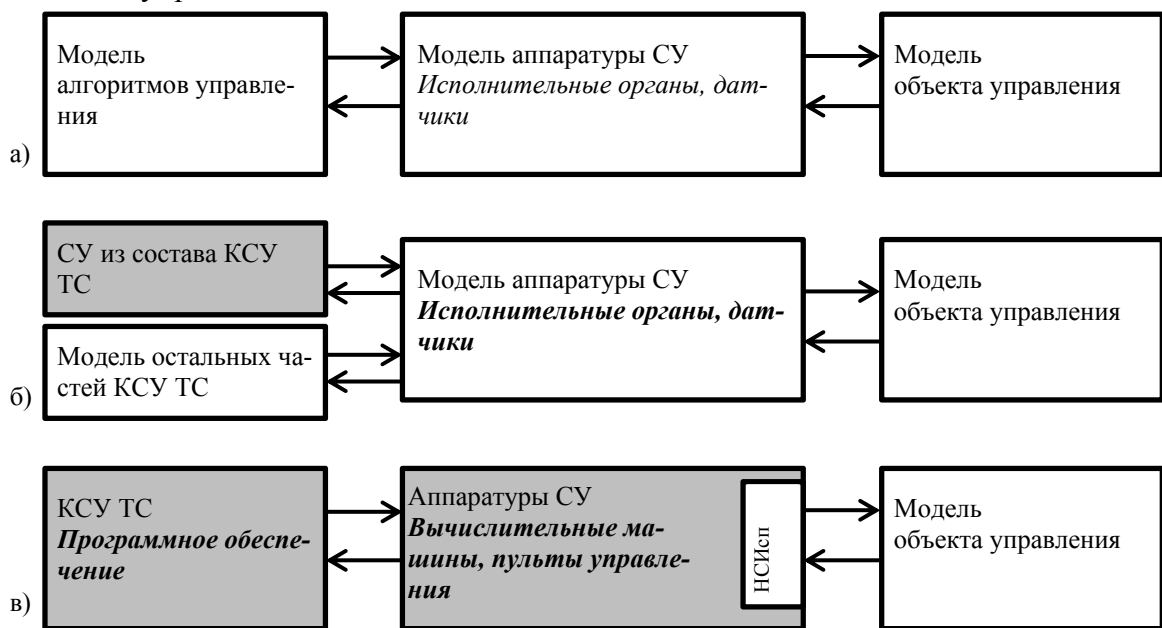 Модель
алгоритмов управле-
ния
Модель аппаратуры СУ
Исполнительные органы, дат-
чики
Модель
объекта управления
а)
СУ из состава КСУ
ТС
Модель остальных ча-
стей КСУ ТС
Модель аппаратуры СУ
Исполнительные органы, дат-
чики
Модель
объекта управления
б)
КСУ ТС
Программное обеспе-
чение
Аппаратуры СУ
Вычислительные ма-
шины, пульты управле-
ния
НСИсп
Модель
объекта управления
в)